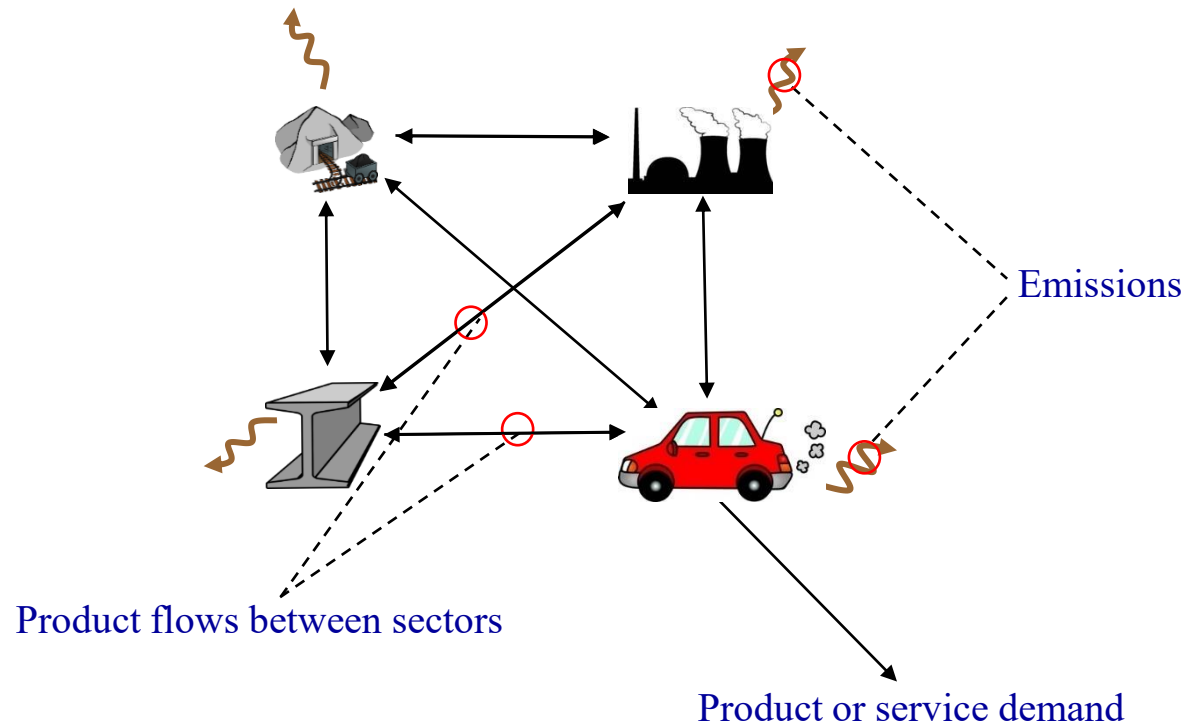 Emissions
Product flows between sectors
Product or service demand